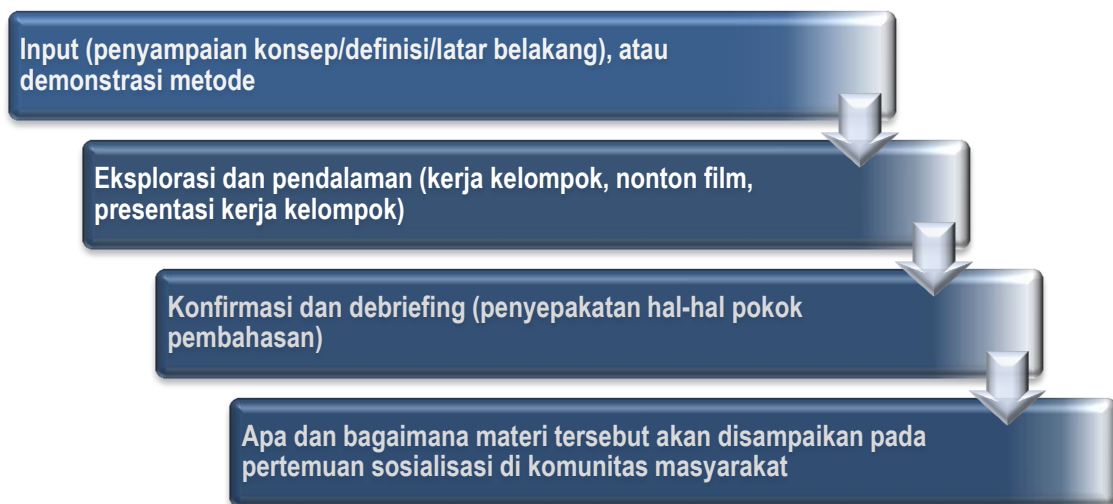 Input (penyampaian konsep/definisi/latar belakang), atau
demonstrasi metode
Eksplorasi dan pendalaman (kerja kelompok, nonton film,
presentasi kerja kelompok)
Konfirmasi dan debriefing (penyepakatan hal-hal pokok
pembahasan)
Apa dan bagaimana materi tersebut akan disampaikan pada
pertemuan sosialisasi di komunitas masyarakat